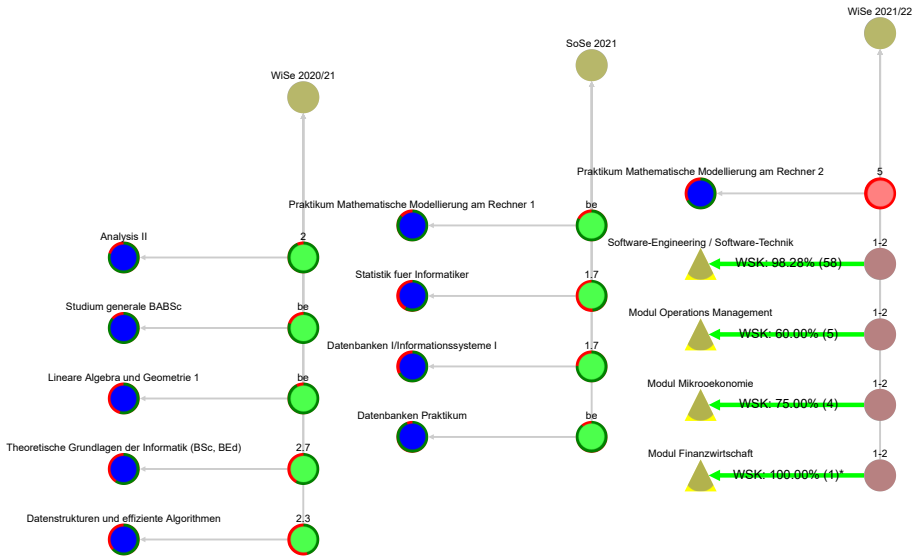 WiSe 2020/21
Analysis II
2
Studium generale BABSc
be
Lineare Algebra und Geometrie 1
be
Theoretische Grundlagen der Informatik (BSc, BEd)
2.7
Datenstrukturen und effiziente Algorithmen
2.3
SoSe 2021
Praktikum Mathematische Modellierung am Rechner 1
be
Statistik fuer Informatiker
1.7
Datenbanken I/Informationssysteme I
1.7
Datenbanken Praktikum
be
WiSe 2021/22
Praktikum Mathematische Modellierung am Rechner 2
5
Software-Engineering / Software-Technik
1-2
WSK: 98.28% (58)
Modul Operations Management
1-2
WSK: 60.00% (5)
Modul Mikrooekonomie
1-2
WSK: 75.00% (4)
Modul Finanzwirtschaft
1-2
WSK: 100.00% (1)*